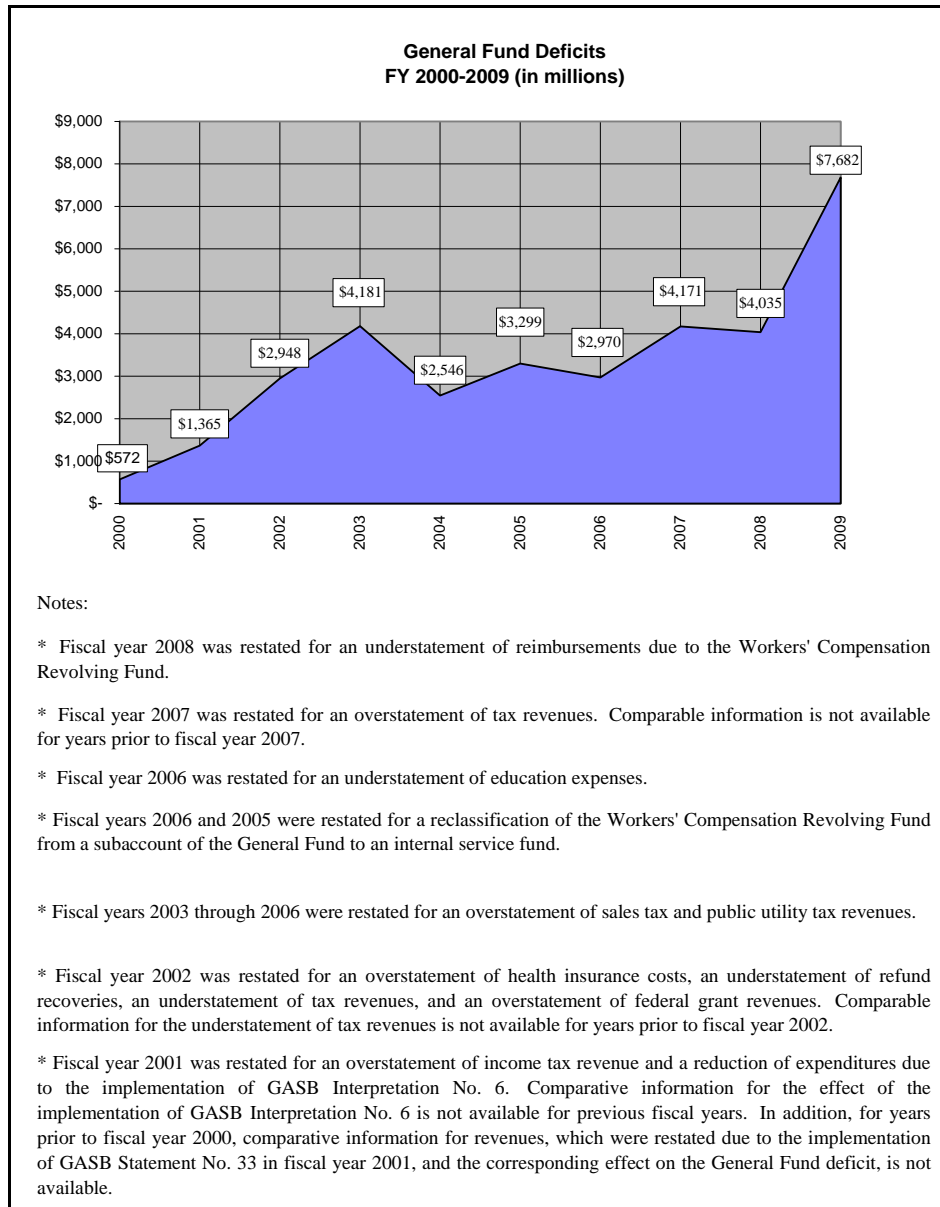 General Fund Deficits
FY 2000-2009 (in millions)
$9,000
$8,000
$7,000
$6,000
$5,000
$4,000
$3,000
$2,000
$1,000
$-
$572
$1,365
$2,948
$4,181
$2,546
$3,299
$2,970
$4,171
$4,035
$7,682
2000
2001
2002
2003
2004
2005
2006
2007
2008
2009
Notes:
* Fiscal year 2008 was restated for an understatement of reimbursements due to the Workers' Compensation
Revolving Fund.
* Fiscal year 2007 was restated for an overstatement of tax revenues. Comparable information is not available
for years prior to fiscal year 2007.
* Fiscal year 2006 was restated for an understatement of education expenses.
* Fiscal years 2006 and 2005 were restated for a reclassification of the Workers' Compensation Revolving Fund
from a subaccount of the General Fund to an internal service fund.
* Fiscal years 2003 through 2006 were restated for an overstatement of sales tax and public utility tax revenues.
* Fiscal year 2002 was restated for an overstatement of health insurance costs, an understatement of refund
recoveries, an understatement of tax revenues, and an overstatement of federal grant revenues. Comparable
information for the understatement of tax revenues is not available for years prior to fiscal year 2002.
* Fiscal year 2001 was restated for an overstatement of income tax revenue and a reduction of expenditures due
to the implementation of GASB Interpretation No. 6. Comparative information for the effect of the
implementation of GASB Interpretation No. 6 is not available for previous fiscal years. In addition, for years
prior to fiscal year 2000, comparative information for revenues, which were restated due to the implementation
of GASB Statement No. 33 in fiscal year 2001, and the corresponding effect on the General Fund deficit, is not
available.